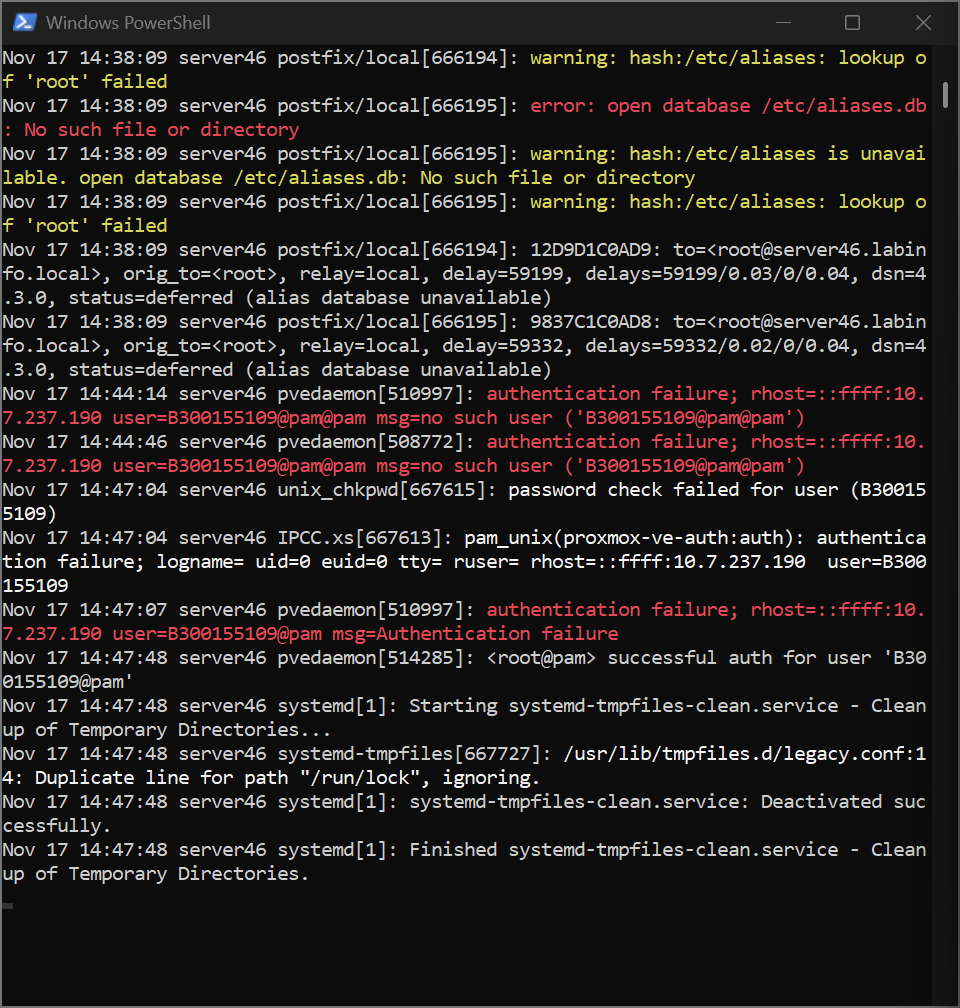 Windows PowerShell
Nov 17 14:38:09 server46 postfix/local[666194]: warning: hash:/etc/aliases: lookup o
f 'root' failed
Nov 17 14:38:09 server46 postfix/local[666195]: error: open database /etc/aliases.db
: No such file or directory
Nov 17 14:38:09 server46 postfix/local[666195]: warning: hash:/etc/aliases is unavai
lable. open database /etc/aliases.db: No such file or directory
Nov 17 14:38:09 server46 postfix/local[666195]: warning: hash:/etc/aliases: lookup o
f 'root' failed
Nov 17 14:38:09 server46 postfix/local[666194]: 12D9D1C0AD9: to=<root@server46.labin
fo.local>, orig_to=<root>, relay=local, delay=59199, delays=59199/0.03/0/0.04, dsn=4
.3.0, status=deferred (alias database unavailable)
Nov 17 14:38:09 server46 postfix/local[666195]: 9837C1C0AD8: to=<root@server46.labin
fo.local>, orig_to=<root>, relay=local, delay=59332, delays=59332/0.02/0/0.04, dsn=4
.3.0, status=deferred (alias database unavailable)
Nov 17 14:44:14 server46 pvedaemon[510997]: authentication failure; rhost=::ffff:10.
7.237.190 user=B300155109@pam@pam msg=no such user ('B300155109@pam@pam')
Nov 17 14:44:46 server46 pvedaemon[508772]: authentication failure; rhost=::ffff:10.
7.237.190 user=B300155109@pam@pam msg=no such user ('B300155109@pam@pam')
Nov 17 14:47:04 server46 unix_chkpwd[667615]: password check failed for user (B30015
5109)
Nov 17 14:47:04 server46 IPCC.xs[667613]: pam_unix(proxmox-ve-auth:auth): authentica
tion failure; logname= uid=0 euid=0 tty= ruser= rhost=::ffff:10.7.237.190  user=B300
155109
Nov 17 14:47:07 server46 pvedaemon[510997]: authentication failure; rhost=::ffff:10.
7.237.190 user=B300155109@pam msg=Authentication failure
Nov 17 14:47:48 server46 pvedaemon[514285]: <root@pam> successful auth for user 'B30
0155109@pam'
Nov 17 14:47:48 server46 systemd[1]: Starting systemd-tmpfiles-clean.service - Clean
up of Temporary Directories...
Nov 17 14:47:48 server46 systemd-tmpfiles[667727]: /usr/lib/tmpfiles.d/legacy.conf:1
4: Duplicate line for path "/run/lock", ignoring.
Nov 17 14:47:48 server46 systemd[1]: systemd-tmpfiles-clean.service: Deactivated suc
cessfully.
Nov 17 14:47:48 server46 systemd[1]: Finished systemd-tmpfiles-clean.service - Clean
up of Temporary Directories.